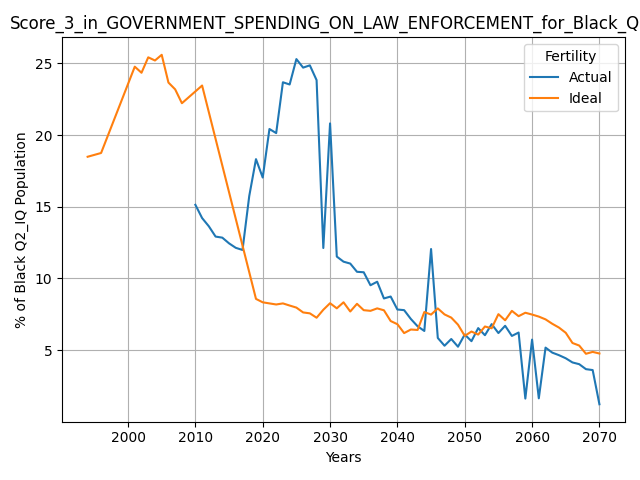 Score_3_in_GOVERNMENT_SPENDING_ON_LAW_ENFORCEMENT_for_Black_Q
Fertility
Actual
Ideal
% of Black Q2_IQ Population
25
20
15
10
5
2000 2010 2020 2030 2040 2050 2060 2070
Years